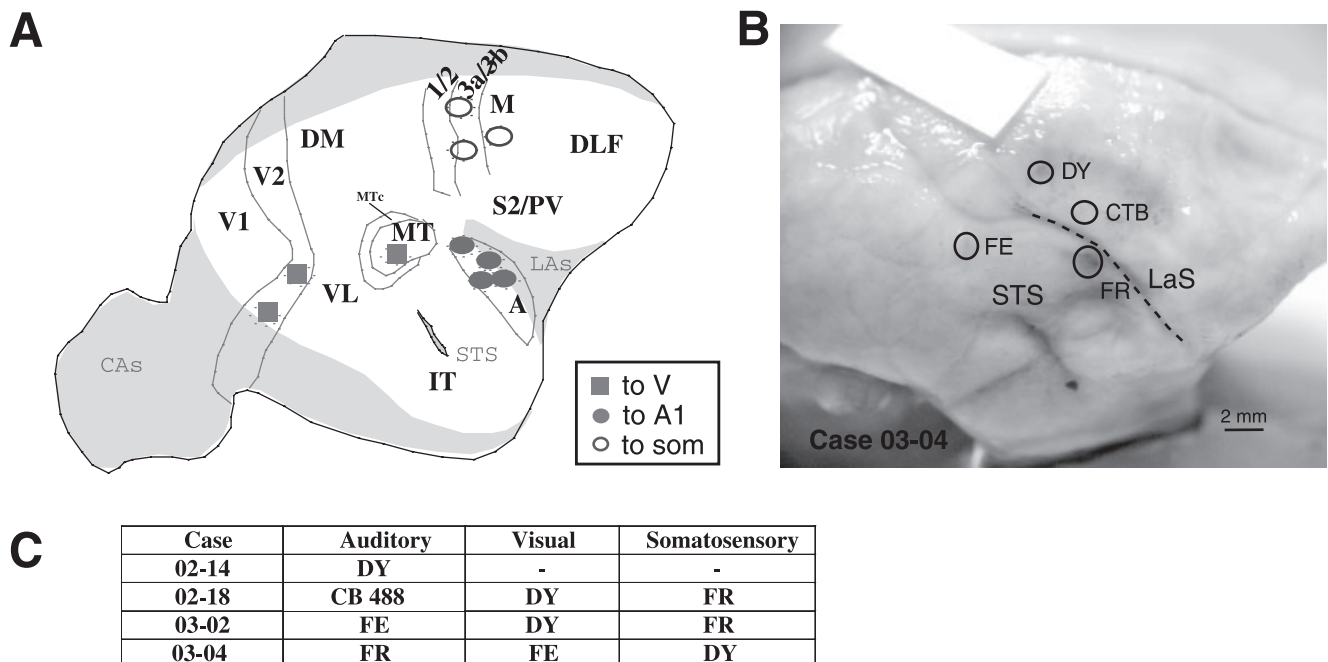 A
1/2
3a/3b
M
DM
DLF
V2
V1
MTc
S2/PV
MT
LAs
VL
A
CAs
STS
IT
to V
to A1
to som
B
DY
CTB
FE
FR
LaS
STS
2 mm
Case 03-04
C
Case Auditory Visual Somatosensory
02-14 DY - -
02-18 CB 488 DY FR
03-02 FE DY FR
03-04 FR FE DY